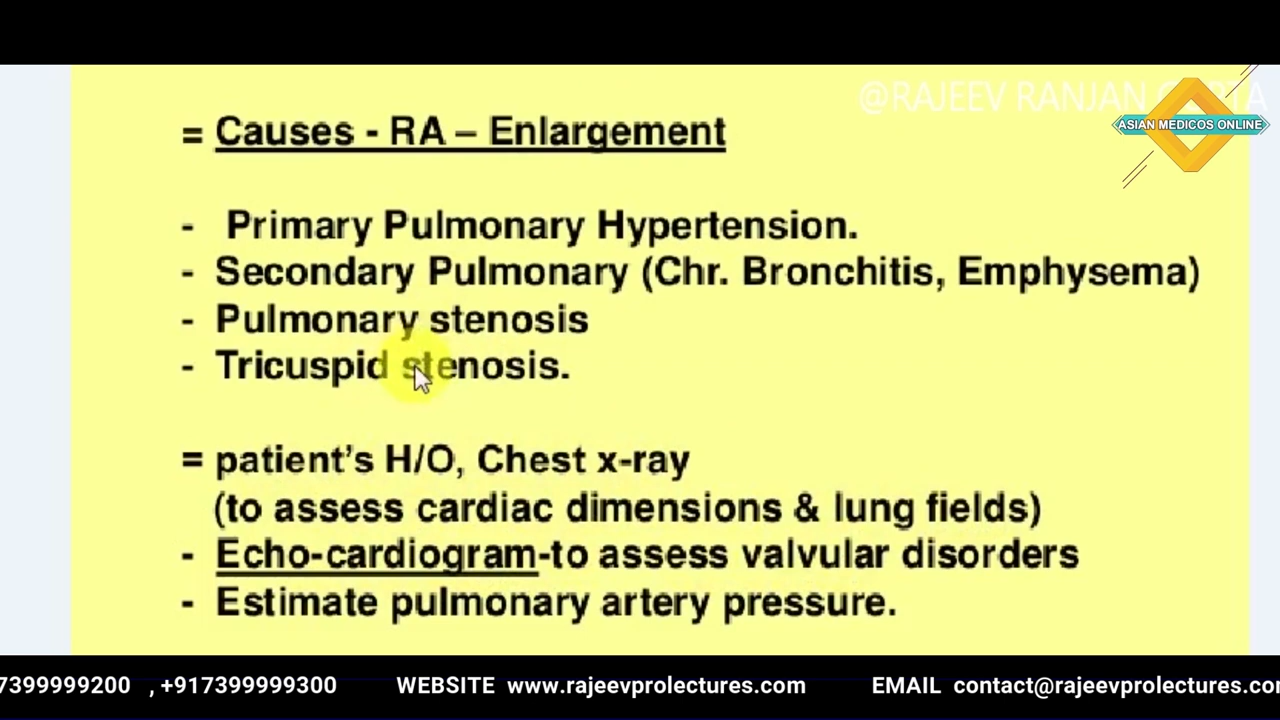 @RAJEEV RANJAN
ASIAN MEDICOS ONLINE
= Causes - RA – Enlargement
- Primary Pulmonary Hypertension.
- Secondary Pulmonary (Chr. Bronchitis, Emphysema)
- Pulmonary stenosis
- Tricuspid stenosis.
= patient’s H/O, Chest x-ray
(to assess cardiac dimensions & lung fields)
- Echo-cardiogram-to assess valvular disorders
- Estimate pulmonary artery pressure.
7399999200 , +917399999300 WEBSITE www.rajeevprolectures.com EMAIL contact@rajeevprolectures.co